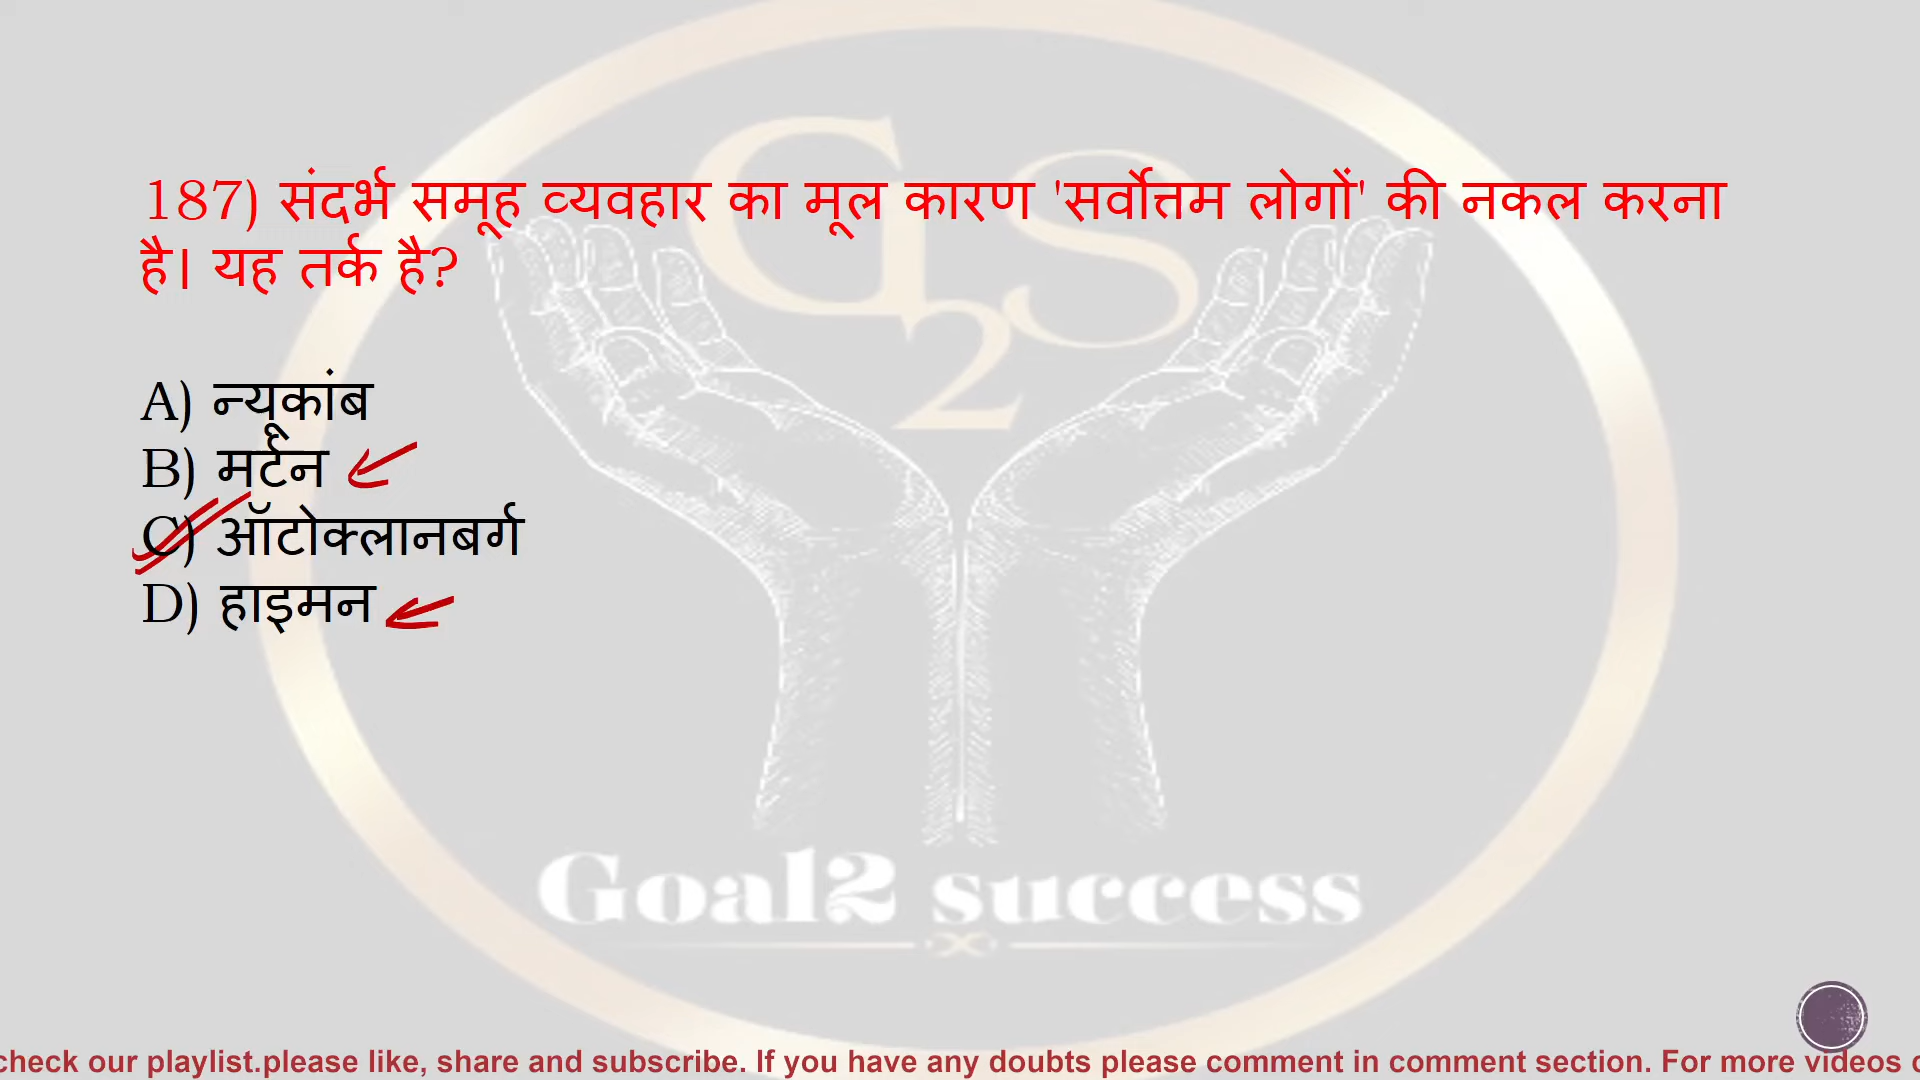 187) संदर्भ समूह व्यवहार का मूल कारण 'सर्वोत्तम लोगों' की नकल करना
है। यह तर्क है?
A) न्यूकांब
B) मर्टन
C) ऑटोक्लानबर्ग
D) हाइमन
G2S
Goal2 success
check our playlist.please like, share and subscribe. If you have any doubts please comment in comment section. For more videos